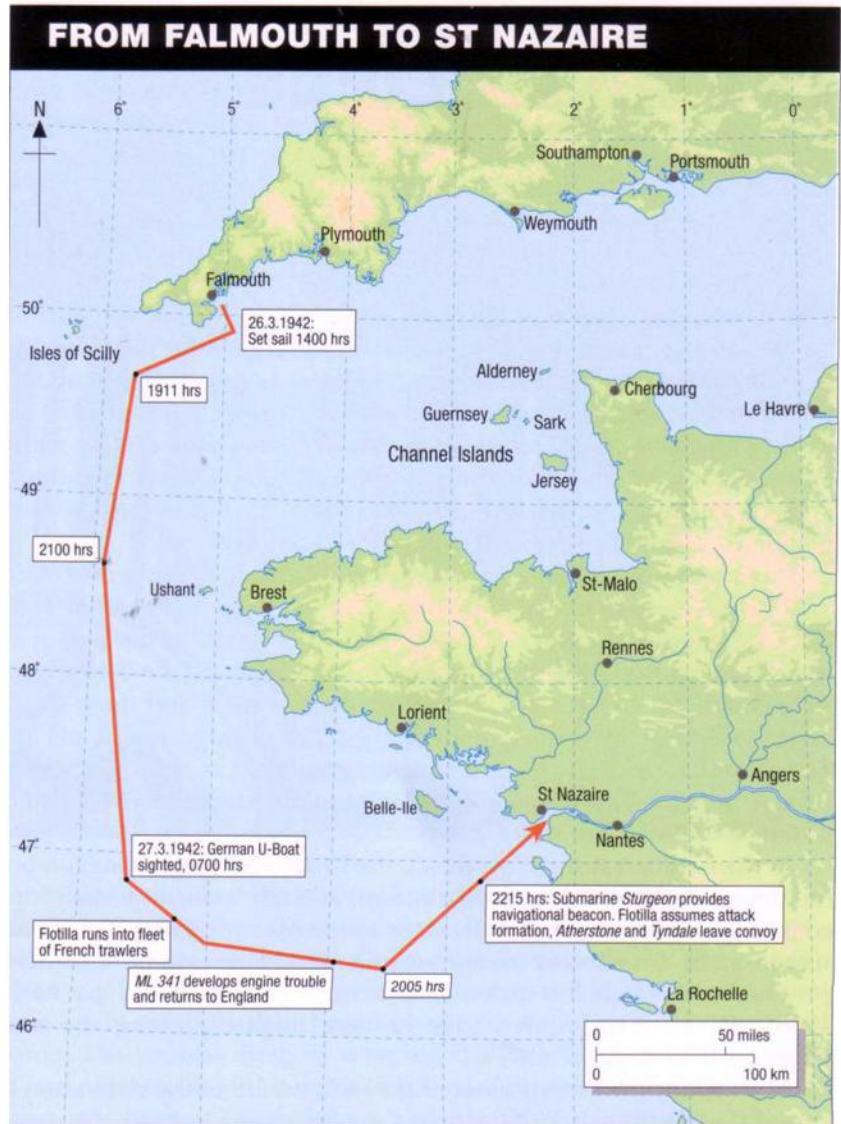 FROM FALMOUTH TO ST NAZAIRE
N
6°
5°
4°
3°
2°
1°
0°
Southampton
Portsmouth
Weymouth
Plymouth
Falmouth
50°
26.3.1942:
Set sail 1400 hrs
Isles of Scilly
1911 hrs
Alderney
Cherbourg
Guernsey
Sark
Le Havre
Channel Islands
Jersey
49°
2100 hrs
Ushant
Brest
St-Malo
Rennes
48°
Lorient
Angers
Belle-Ile
St Nazaire
Nantes
47°
27.3.1942: German U-Boat
sighted, 0700 hrs
2215 hrs: Submarine Sturgeon provides
navigational beacon. Flotilla assumes attack
formation, Atherstone and Tyndale leave convoy
Flotilla runs into fleet
of French trawlers
ML 341 develops engine trouble
and returns to England
2005 hrs
La Rochelle
46°
0 50 miles
0 100 km